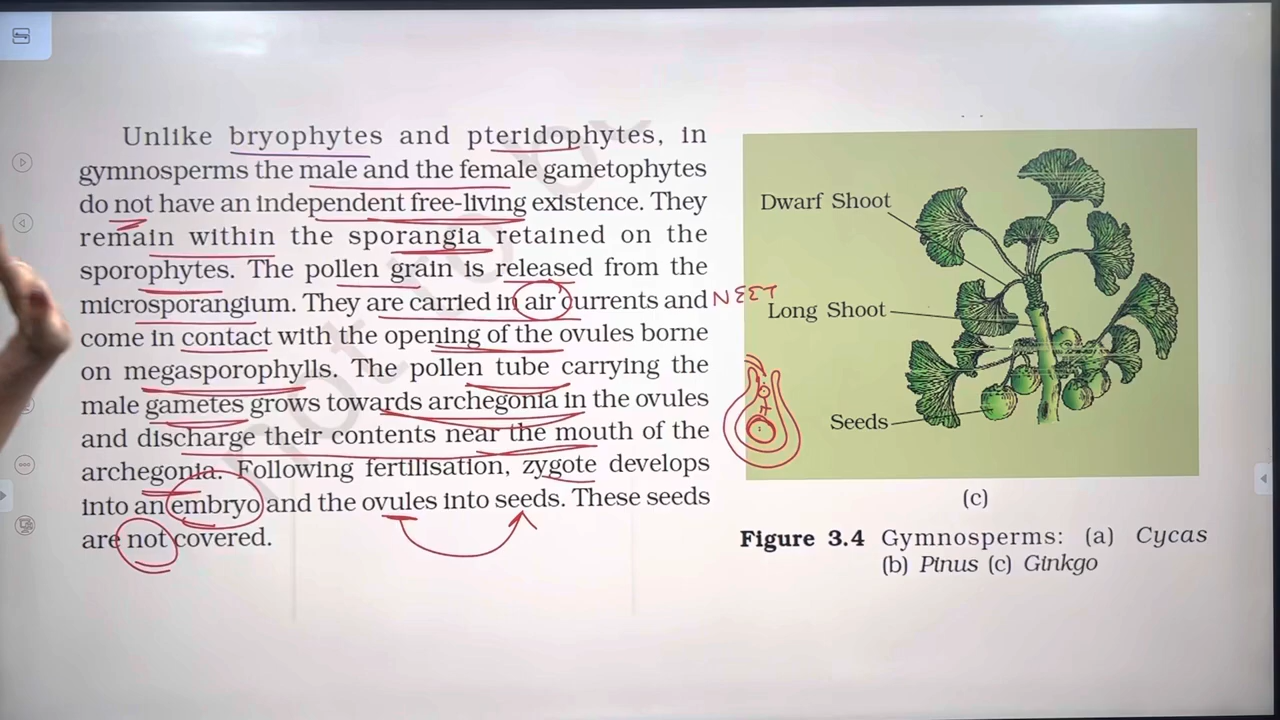 Unlike bryophytes and pteridophytes, in
gymnosperms the male and the female gametophytes
do not have an independent free-living existence. They
remain within the sporangia retained on the
sporophytes. The pollen grain is released from the
microsporangium. They are carried in air currents and
come in contact with the opening of the ovules borne
on megasporophylls. The pollen tube carrying the
male gametes grows towards archegonia in the ovules
and discharge their contents near the mouth of the
archegonia. Following fertilisation, zygote develops
into an embryo and the ovules into seeds. These seeds
are not covered.
NEET
Dwarf Shoot
Long Shoot
Seeds
(c)
Figure 3.4 Gymnosperms: (a) Cycas
(b) Pinus (c) Ginkgo